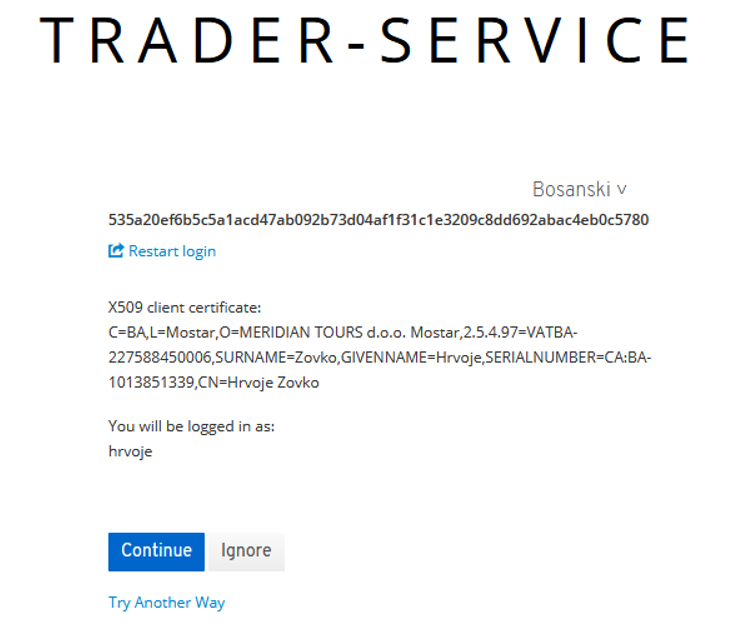 TRADER-SERVICE
Bosanski
535a20ef6b5c5a1acd47ab092b73d04af1f31c1e3209c8dd692abac4eb0c5780
Restart login
X509 client certificate:
C=BA,L=Mostar,O=MERIDIAN TOURS d.o.o. Mostar,2.5.4.97=VATBA-
227588450006,SURNAME=Zovko,GIVENNAME=Hrvoje,SERIALNUMBER=CA:BA-
1013851339,CN=Hrvoje Zovko
You will be logged in as:
hrvoje
Continue Ignore
Try Another Way